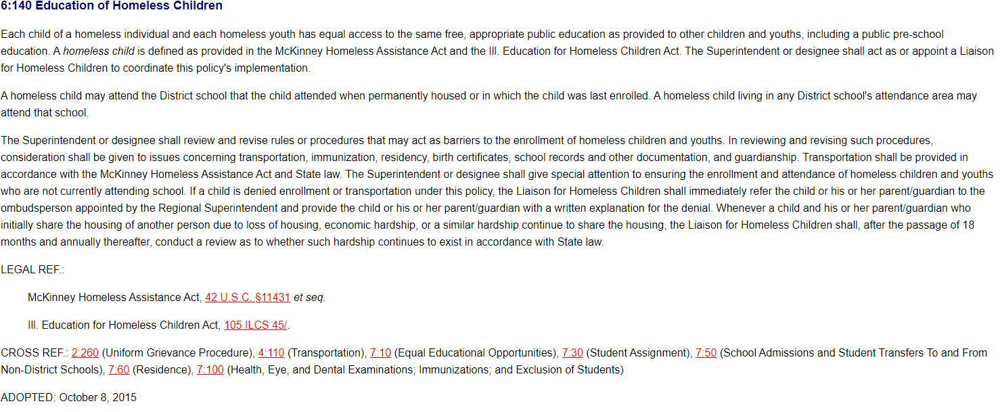 6:140 Education of Homeless Children
Each child of a homeless individual and each homeless youth has equal access to the same free, appropriate public education as provided to other children and youths, including a public pre-school
education. A homeless child is defined as provided in the McKinney Homeless Assistance Act and the Ill. Education for Homeless Children Act. The Superintendent or designee shall act as or appoint a Liaison
for Homeless Children to coordinate this policy's implementation.
A homeless child may attend the District school that the child attended when permanently housed or in which the child was last enrolled. A homeless child living in any District school's attendance area may
attend that school.
The Superintendent or designee shall review and revise rules or procedures that may act as barriers to the enrollment of homeless children and youths. In reviewing and revising such procedures,
consideration shall be given to issues concerning transportation, immunization, residency, birth certificates, school records and other documentation, and guardianship. Transportation shall be provided in
accordance with the McKinney Homeless Assistance Act and State law. The Superintendent or designee shall give special attention to ensuring the enrollment and attendance of homeless children and youths
who are not currently attending school. If a child is denied enrollment or transportation under this policy, the Liaison for Homeless Children shall immediately refer the child or his or her parent/guardian to the
ombudsperson appointed by the Regional Superintendent and provide the child or his or her parent/guardian with a written explanation for the denial. Whenever a child and his or her parent/guardian who
initially share the housing of another person due to loss of housing, economic hardship, or a similar hardship continue to share the housing, the Liaison for Homeless Children shall, after the passage of 18
months and annually thereafter, conduct a review as to whether such hardship continues to exist in accordance with State law.
LEGAL REF.:
McKinney Homeless Assistance Act, 42 U.S.C. §11431 et seq.
Ill. Education for Homeless Children Act, 105 ILCS 45/.
CROSS REF.: 2:260 (Uniform Grievance Procedure), 4:110 (Transportation), 7:10 (Equal Educational Opportunities), 7:30 (Student Assignment), 7:50 (School Admissions and Student Transfers To and From
Non-District Schools), 7:60 (Residence), 7:100 (Health, Eye, and Dental Examinations; Immunizations; and Exclusion of Students)
ADOPTED: October 8, 2015